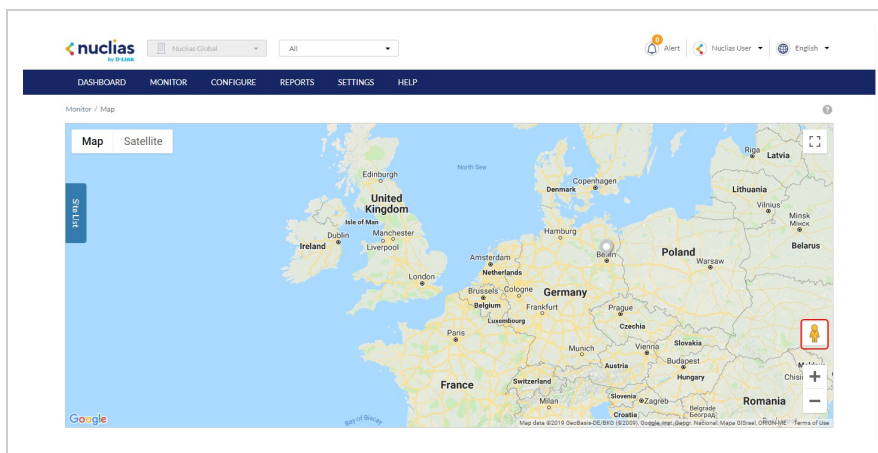 nuclias
by D-Link
Nuclias Global
All
0
Alert
Nuclias User
English
DASHBOARD MONITOR CONFIGURE REPORTS SETTINGS HELP
Monitor / Map
?
Map Satellite
Site List
Riga
Latvia
North Sea
Edinburgh
Copenhagen
Denmark
Lithuania
United
Kingdom
Vilnius
Minsk
Мінск
Isle of Man
Dublin
Manchester
Liverpool
Ireland
Hamburg
Berlin
Poland
Warsaw
Belarus
Amsterdam
Netherlands
London
Brussels
Cologne
Germany
Belgium
Frankfurt
Prague
Luxembourg
Czechia
Paris
Munich
Vienna
Slovakia
Austria
Budapest
Hungary
France
Switzerland
Milan
Slovenia
Zagreb
Croatia
Belgrade
Београд
Romania
Bay of Biscay
Google
Map data ©2019 GeoBasis-DE/BKG (©2009), Google, Inst. Geogr. Nacional, Mapa GISrael, ORION-ME Terms of Use